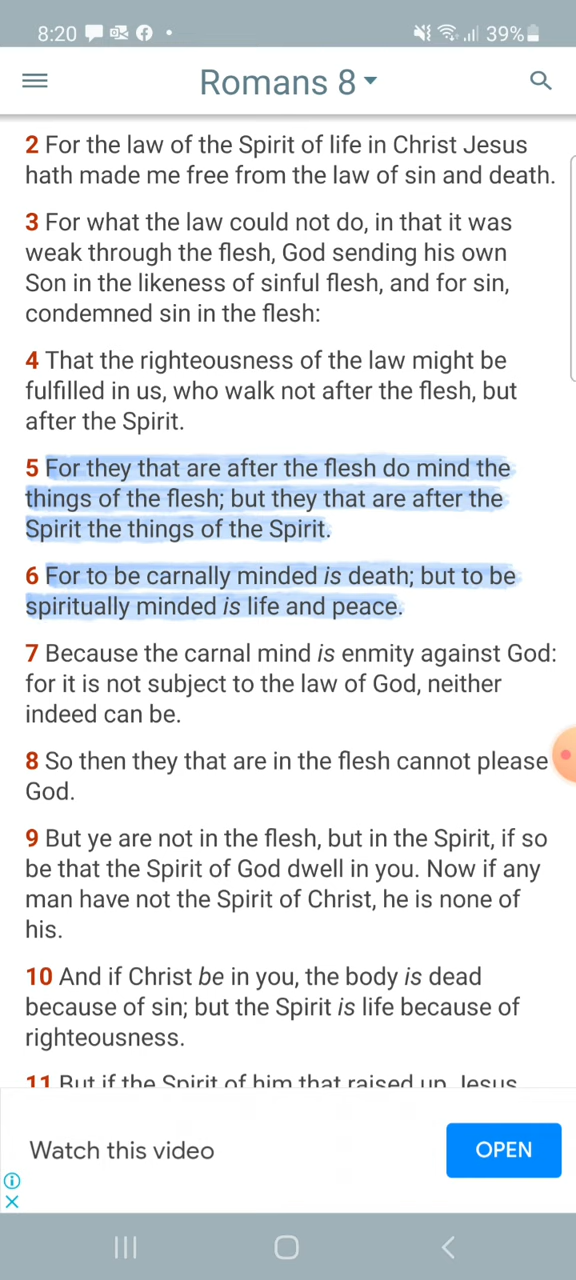 8:20 39%
Romans 8
2 For the law of the Spirit of life in Christ Jesus
hath made me free from the law of sin and death.
3 For what the law could not do, in that it was
weak through the flesh, God sending his own
Son in the likeness of sinful flesh, and for sin,
condemned sin in the flesh:
4 That the righteousness of the law might be
fulfilled in us, who walk not after the flesh, but
after the Spirit.
5 For they that are after the flesh do mind the
things of the flesh; but they that are after the
Spirit the things of the Spirit.
6 For to be carnally minded is death; but to be
spiritually minded is life and peace.
7 Because the carnal mind is enmity against God:
for it is not subject to the law of God, neither
indeed can be.
8 So then they that are in the flesh cannot please
God.
9 But ye are not in the flesh, but in the Spirit, if so
be that the Spirit of God dwell in you. Now if any
man have not the Spirit of Christ, he is none of
his.
10 And if Christ be in you, the body is dead
because of sin; but the Spirit is life because of
righteousness.
11 But if the Spirit of him that raised up Jesus
Watch this video
OPEN